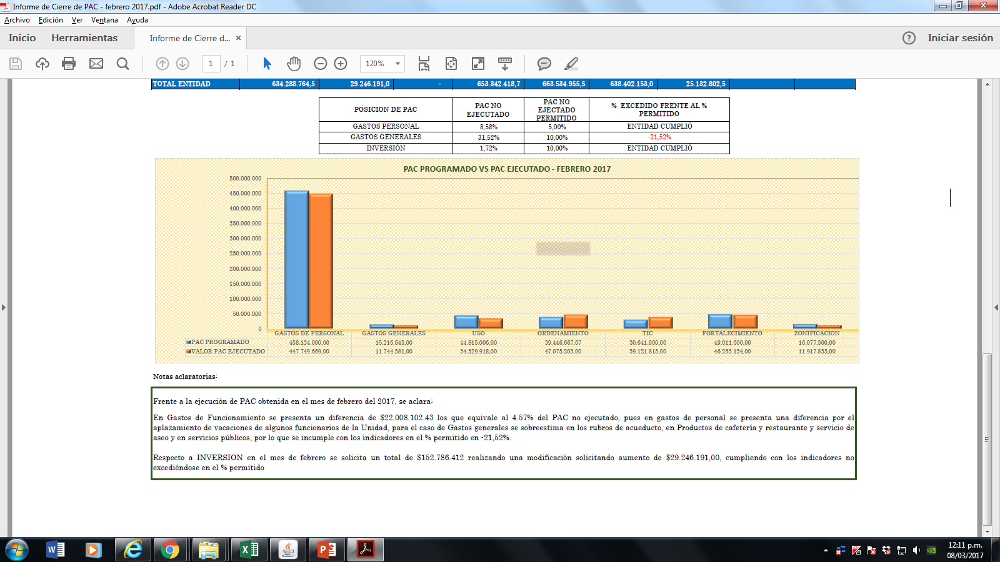 Informe de Cierre de PAC - febrero 2017.pdf - Adobe Acrobat Reader DC
Archivo Edición Ver Ventana Ayuda
Inicio Herramientas Informe de Cierre d... × ? Iniciar sesión
1 / 1 120%
TOTAL ENTIDAD 634.288.764,5 29.246.191,0 - 653.342.418,7 663.534.955,5 638.402.153,0 25.132.802,5
POSICION DE PAC PAC NO EJECUTADO PAC NO EJECTADO PERMITIDO % EXCEDIDO FRENTE AL % PERMITIDO
GASTOS PERSONAL 3,58% 5,00% ENTIDAD CUMPLIÓ
GASTOS GENERALES 31,52% 10,00% -21,52%
INVERSIÓN 1,72% 10,00% ENTIDAD CUMPLIÓ
PAC PROGRAMADO VS PAC EJECUTADO - FEBRERO 2017
500.000.000
450.000.000
400.000.000
350.000.000
300.000.000
250.000.000
200.000.000
150.000.000
100.000.000
50.000.000
0
GASTOS DE PERSONAL GASTOS GENERALES USO ORDENAMIENTO TIC FORTALECIMIENTO ZONIFICACION
PAC PROGRAMADO 458.134.000,00 15.216.645,00 44.815.006,00 39.446.667,67 30.641.000,00 49.011.600,00 16.077.500,00
VALOR PAC EJECUTADO 447.749.669,00 11.744.581,00 34.529.918,00 47.075.203,00 39.121.815,00 46.263.134,00 11.917.833,00
Notas aclaratorias:
Frente a la ejecución de PAC obtenida en el mes de febrero del 2017, se aclara:
En Gastos de Funcionamiento se presenta un diferencia de $22.008.102.43 los que equivale al 4.57% del PAC no ejecutado, pues en gastos de personal se presenta una diferencia por el
aplazamiento de vacaciones de algunos funcionarios de la Unidad, para el caso de Gastos generales se sobreestima en los rubros de acueducto, en Productos de cafetería y restaurante y servicio de
aseo y en servicios públicos, por lo que se incumple con los indicadores en el % permitido en -21,52%.
Respecto a INVERSION en el mes de febrero se solicita un total de $152.786.412 realizando una modificación solicitando aumento de $29.246.191,00, cumpliendo con los indicadores no
excediéndose en el % permitido
12:11 p.m.
08/03/2017